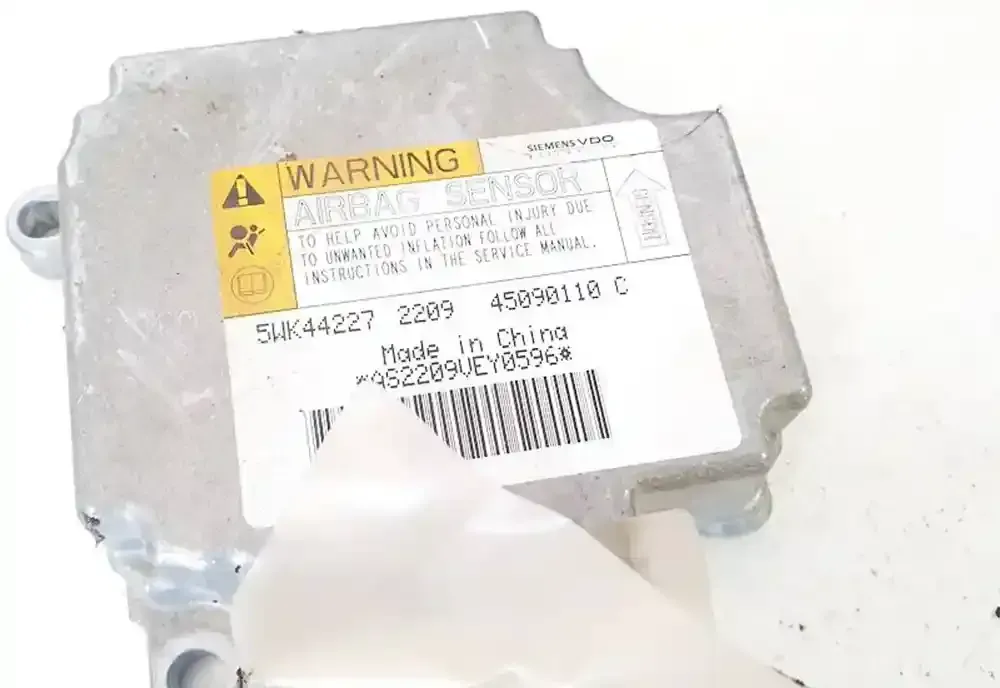 SIEMENS VDO
WARNING
AIRBAG SENSOR
TO HELP AVOID PERSONAL INJURY DUE
TO UNWANTED INFLATION FOLLOW ALL
INSTRUCTIONS IN THE SERVICE MANUAL.
5WK44227 2209 45090110 C
Made in China
*AS2209VEY0596*